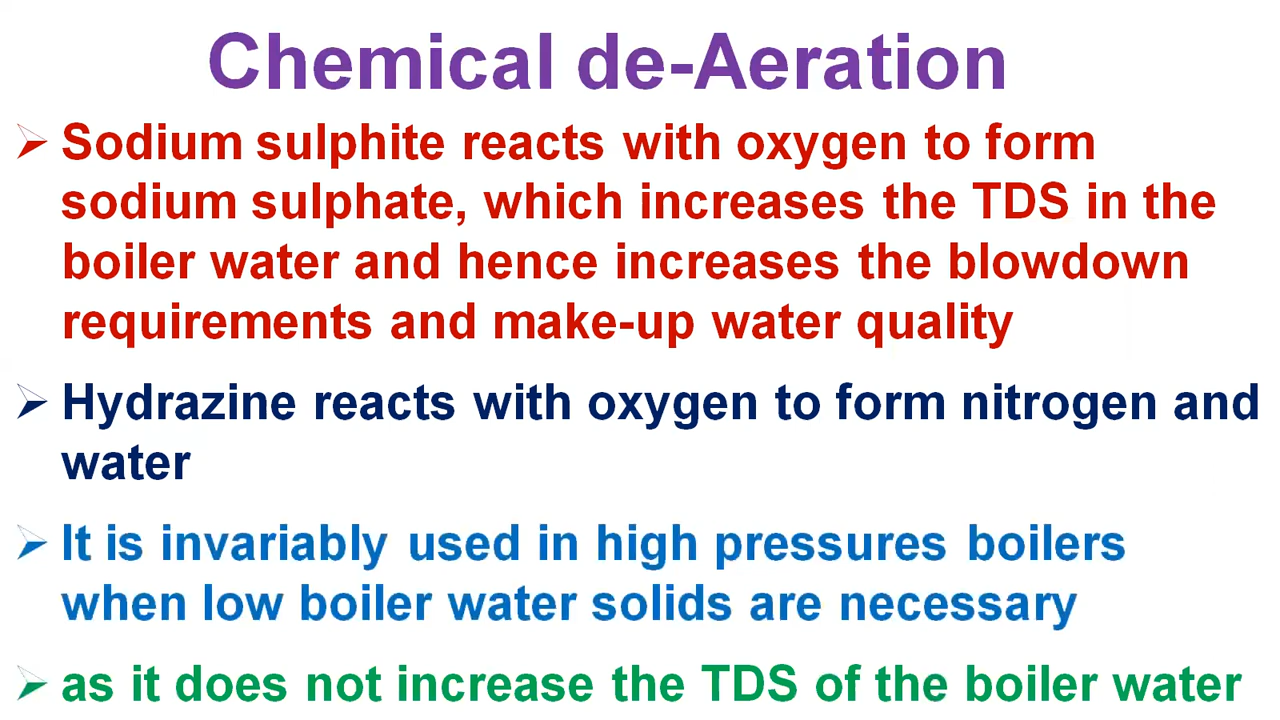 Chemical de-Aeration
➢ Sodium sulphite reacts with oxygen to form
sodium sulphate, which increases the TDS in the
boiler water and hence increases the blowdown
requirements and make-up water quality
➢ Hydrazine reacts with oxygen to form nitrogen and
water
➢ It is invariably used in high pressures boilers
when low boiler water solids are necessary
➢ as it does not increase the TDS of the boiler water